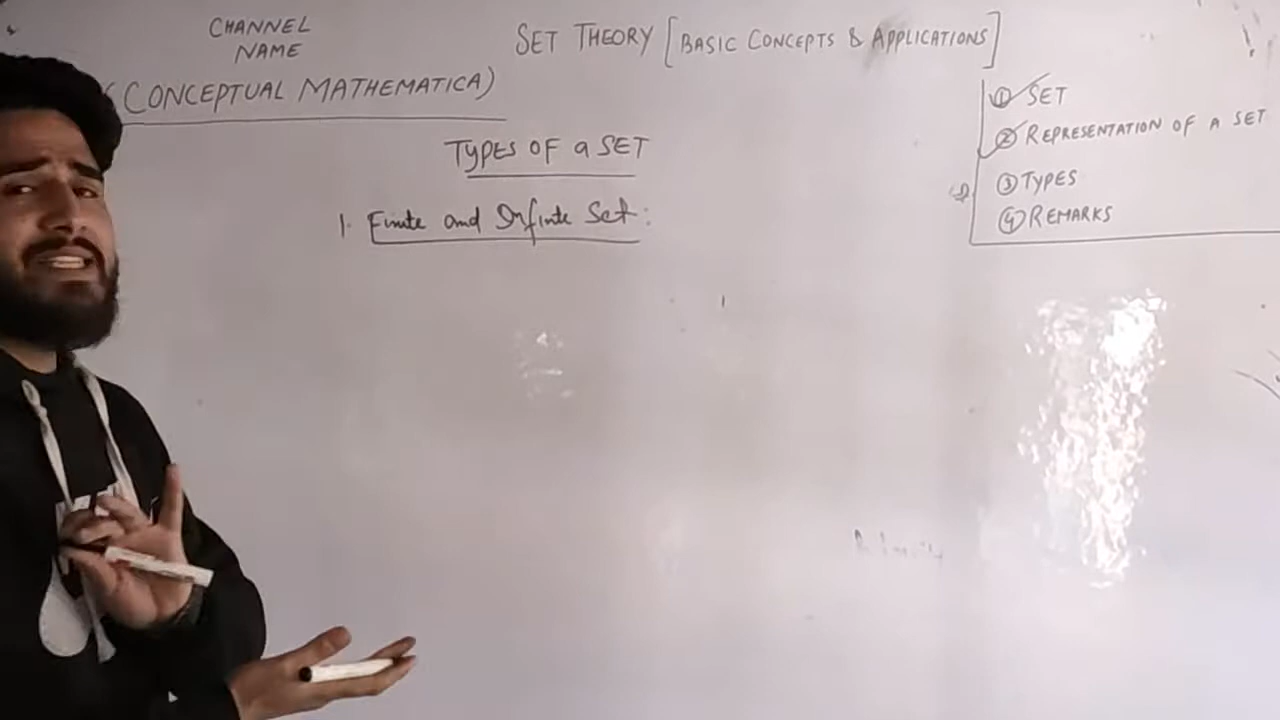 CHANNEL
NAME
(CONCEPTUAL MATHEMATICA)
SET THEORY [BASIC CONCEPTS & APPLICATIONS]
① SET
② REPRESENTATION OF A SET
③ TYPES
④ REMARKS
TYPES OF a SET
1. Finite and Infinite Set: